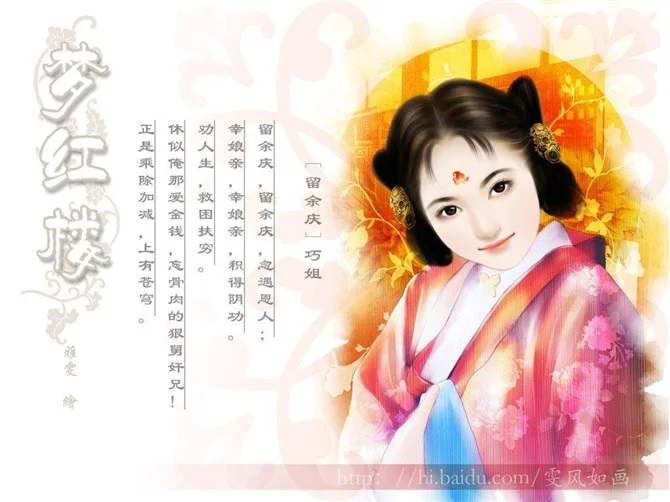 ［留余庆］巧姐
留余庆，留余庆，忽遇恩人；
幸娘亲，幸娘亲，积得阴功。
劝人生，救困扶穷。
休似俺那爱金钱，忘骨肉的狠舅奸兄！
正是乘除加减，上有苍穹。
梦红楼
雅雯 繪
http://hi.baidu.com/雯风如画